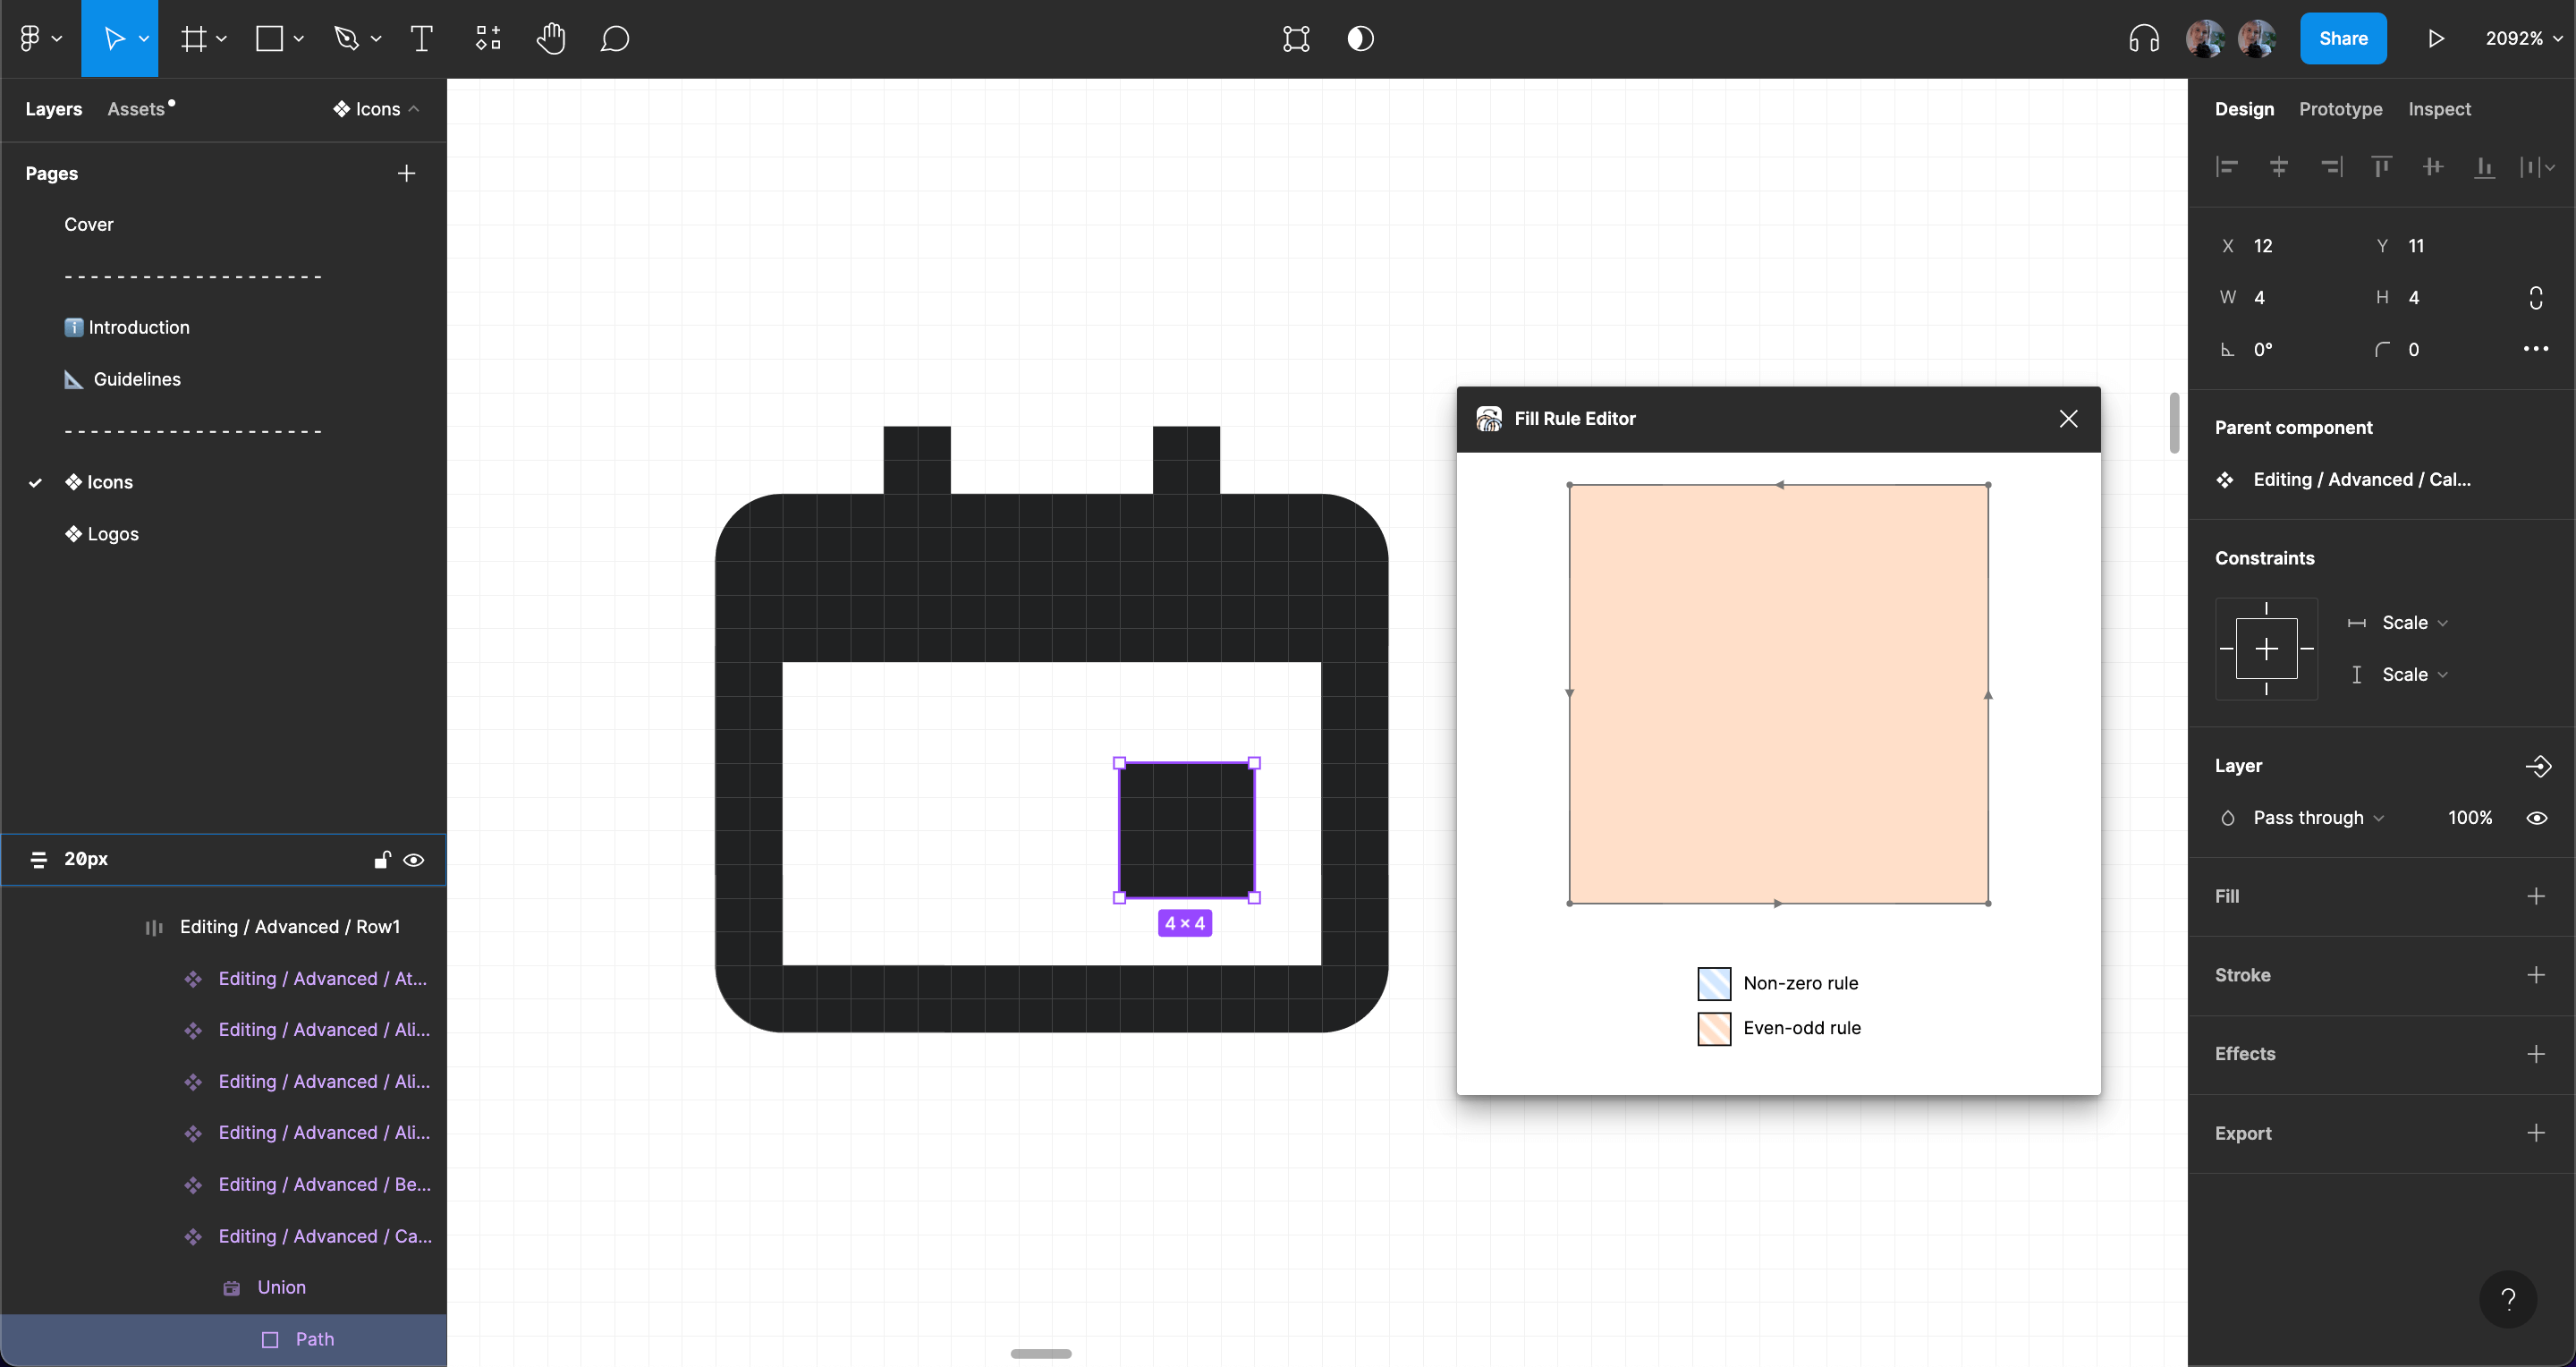 Share
2092%
Layers
Assets
Icons
Pages
Cover
---------------------
Introduction
Guidelines
---------------------
Icons
Logos
20px
Editing / Advanced / Row1
Editing / Advanced / At...
Editing / Advanced / Ali...
Editing / Advanced / Ali...
Editing / Advanced / Ali...
Editing / Advanced / Be...
Editing / Advanced / Ca...
Union
Path
4 × 4
Fill Rule Editor
Non-zero rule
Even-odd rule
Design
Prototype
Inspect
X 12
Y 11
W 4
H 4
0°
0
Parent component
Editing / Advanced / Cal...
Constraints
Scale
Scale
Layer
Pass through
100%
Fill
Stroke
Effects
Export
?